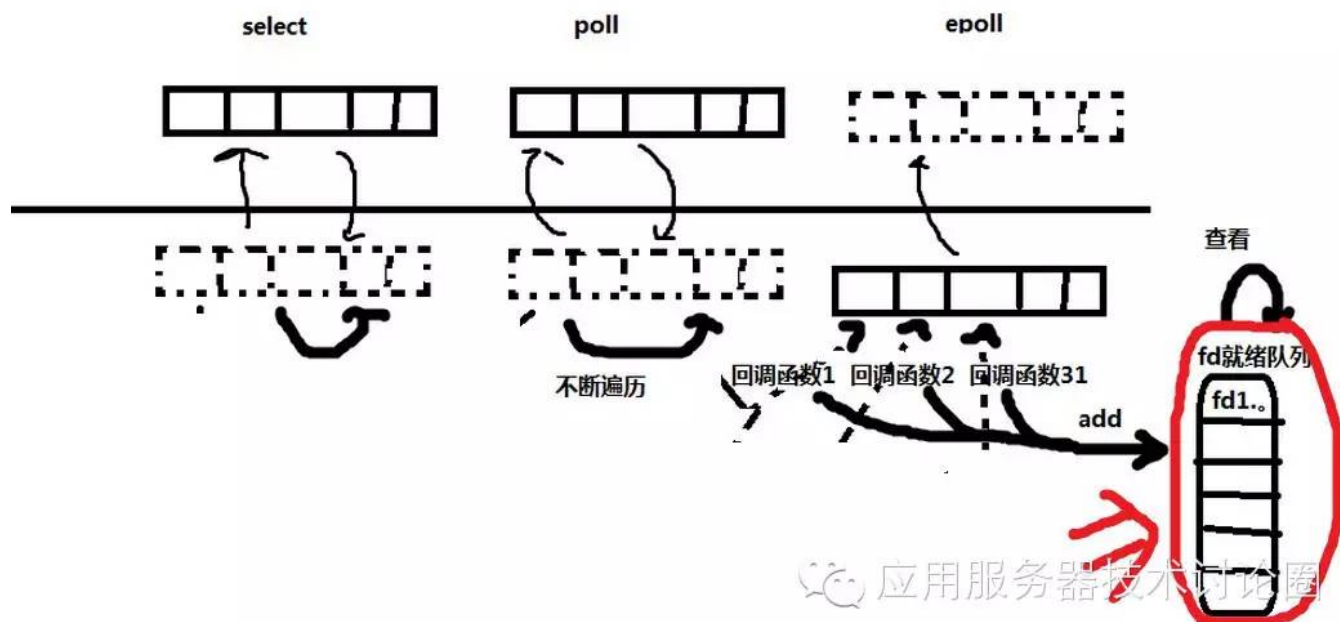 select
poll
epoll
查看
fd就绪队列
不断遍历
回调函数1
回调函数2
回调函数31
fd1.。
add
应用服务器技术讨论圈